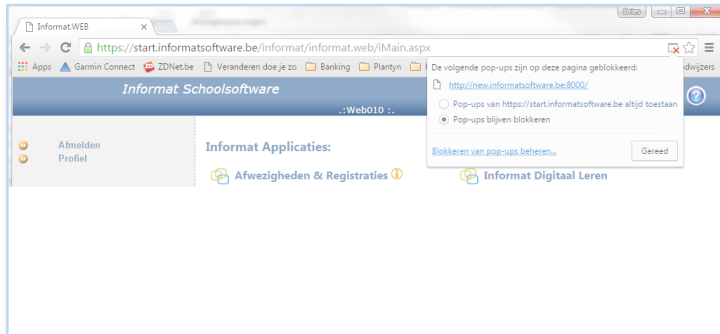 Dries
Informat.WEB
https://start.informatsoftware.be/informat/informat.web/iMain.aspx
Apps Garmin Connect ZDNet.be Veranderen doe je zo Banking Plantyn
dwijzers
De volgende pop-ups zijn op deze pagina geblokkeerd:
http://new.informatsoftware.be:8000/
Pop-ups van https://start.informatsoftware.be altijd toestaan
Pop-ups blijven blokkeren
Blokkeren van pop-ups beheren...
Gereed
Informat Schoolsoftware
.:Web010 :.
Afmelden
Profiel
Informat Applicaties:
Afwezigheden & Registraties
Informat Digitaal Leren